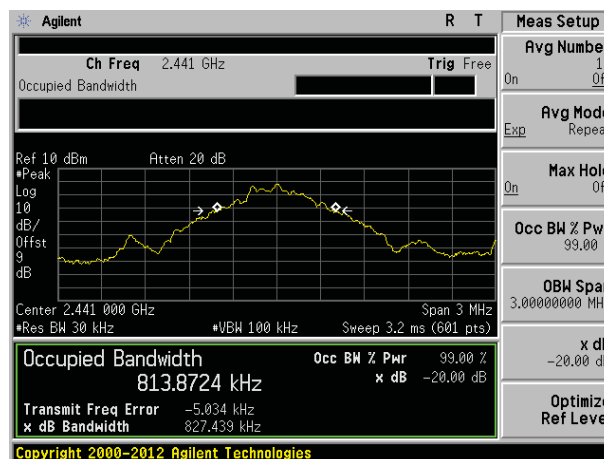 Agilent R T
Meas Setup
Ch Freq 2.441 GHz Trig Free
Occupied Bandwidth
Ref 10 dBm Atten 20 dB
#Peak
Log
10
dB/
Offst
9
dB
Center 2.441 000 GHz Span 3 MHz
#Res BW 30 kHz #VBW 100 kHz Sweep 3.2 ms (601 pts)
Occupied Bandwidth
813.8724 kHz
Occ BW % Pwr 99.00 %
x dB -20.00 dB
Transmit Freq Error -5.034 kHz
x dB Bandwidth 827.439 kHz
Copyright 2000-2012 Agilent Technologies
Avg Numbe
1
On Of
Avg Mode
Exp Repea
Max Hol
On Of
Occ BW % Pw
99.00
OBW Spa
3.00000000 MH
x d
-20.00 d
Optimiz
Ref Leve